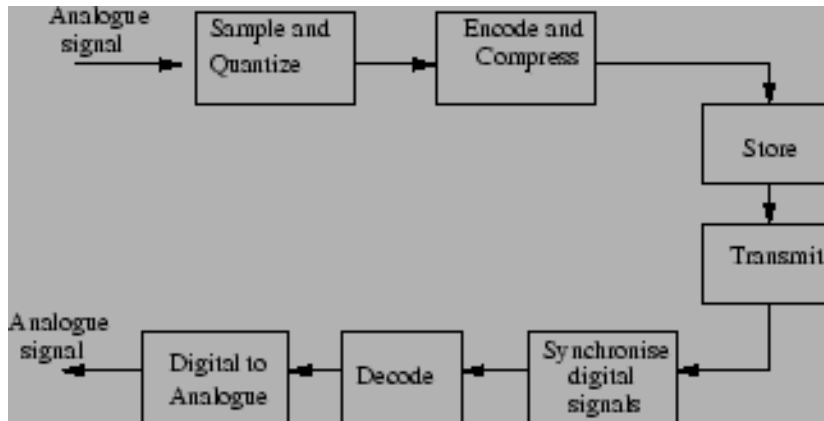 Analogue
signal
Sample and
Quantize
Encode and
Compress
Store
Transmit
Synchronise
digital
signals
Decode
Digital to
Analogue
Analogue
signal